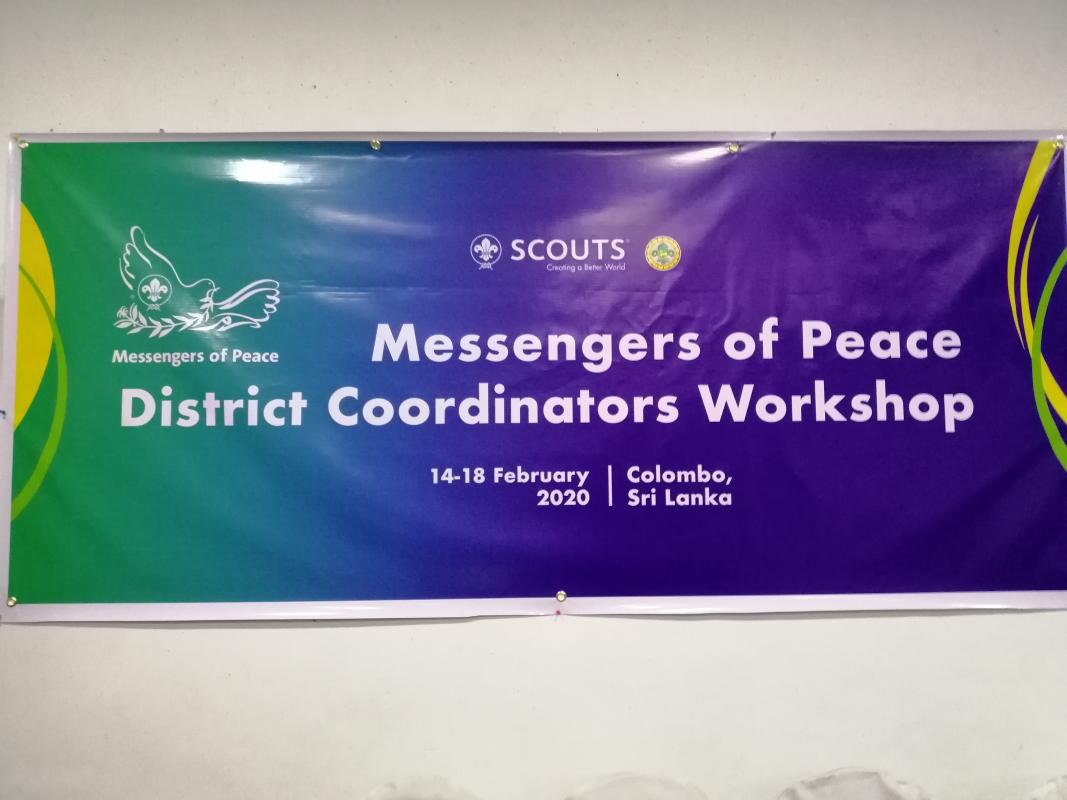 SCOUTS
Creating a Better World
Messengers of Peace
Messengers of Peace
District Coordinators Workshop
14-18 February 2020
Colombo, Sri Lanka